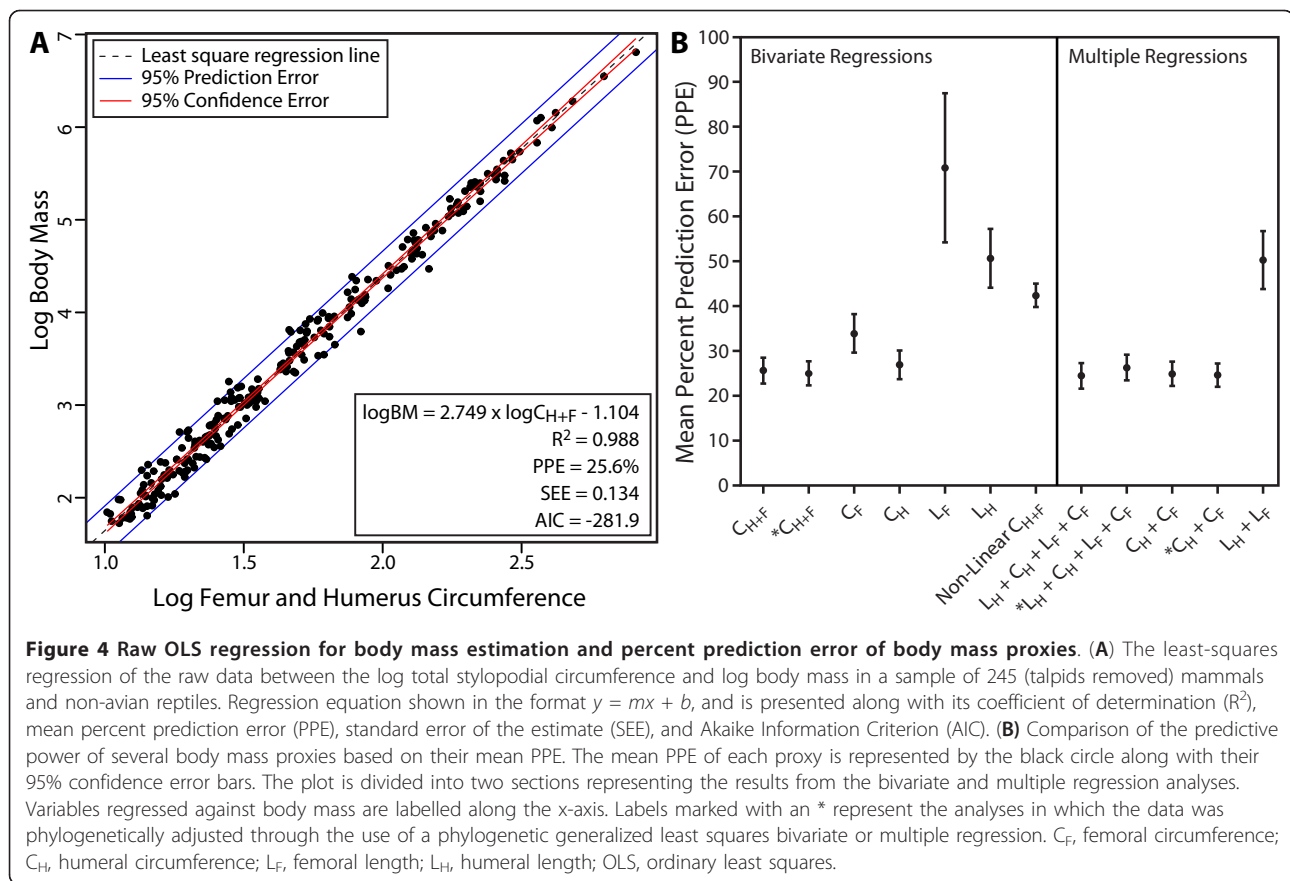 A
7
6
5
4
3
2
Log Body Mass
Least square regression line
95% Prediction Error
95% Confidence Error
logBM = 2.749 x logC_H+F - 1.104
R² = 0.988
PPE = 25.6%
SEE = 0.134
AIC = -281.9
1.0 1.5 2.0 2.5
Log Femur and Humerus Circumference
B
100
90
80
70
60
50
40
30
20
10
0
Mean Percent Prediction Error (PPE)
Bivariate Regressions
Multiple Regressions
C_H+F
*C_H+F
C_F
C_H
L_F
L_H
Non-Linear C_H+F
L_H + C_H + L_F + C_F
*L_H + C_H + L_F + C_F
C_H + C_F
*C_H + C_F
L_H + L_F
Figure 4 Raw OLS regression for body mass estimation and percent prediction error of body mass proxies. (A) The least-squares
regression of the raw data between the log total stylopodial circumference and log body mass in a sample of 245 (talpids removed) mammals
and non-avian reptiles. Regression equation shown in the format y = mx + b, and is presented along with its coefficient of determination (R²),
mean percent prediction error (PPE), standard error of the estimate (SEE), and Akaike Information Criterion (AIC). (B) Comparison of the predictive
power of several body mass proxies based on their mean PPE. The mean PPE of each proxy is represented by the black circle along with their
95% confidence error bars. The plot is divided into two sections representing the results from the bivariate and multiple regression analyses.
Variables regressed against body mass are labelled along the x-axis. Labels marked with an * represent the analyses in which the data was
phylogenetically adjusted through the use of a phylogenetic generalized least squares bivariate or multiple regression. C_F, femoral circumference;
C_H, humeral circumference; L_F, femoral length; L_H, humeral length; OLS, ordinary least squares.